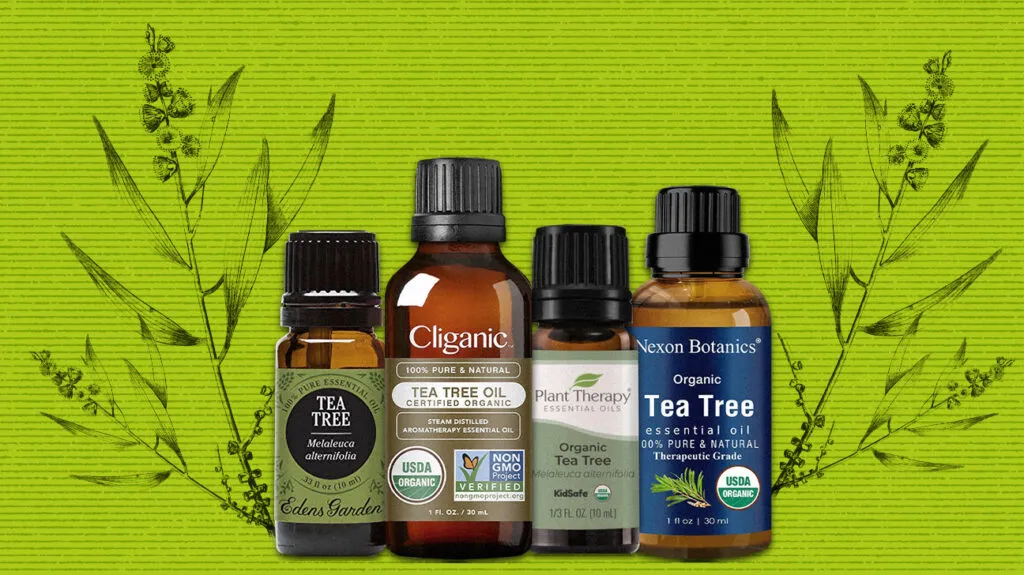 100% PURE ESSENTIAL OIL
TEA
TREE
Melaleuca
alternifolia
.33 fl oz (10 ml)
Edens Garden
Cliganic
100% PURE & NATURAL
TEA TREE OIL
CERTIFIED ORGANIC
STEAM DISTILLED
AROMATHERAPY ESSENTIAL OIL
USDA
ORGANIC
NON
GMO
Project
VERIFIED
nongmoproject.org
1 FL. OZ. / 30 mL
Plant Therapy®
ESSENTIAL OILS
Organic
Tea Tree
Melaleuca alternifolia
KidSafe
1/3 FL. OZ. (10 mL)
Nexon Botanics®
Organic
Tea Tree
essential oil
00% PURE & NATURAL
Therapeutic Grade
USDA
ORGANIC
1 fl oz | 30 ml